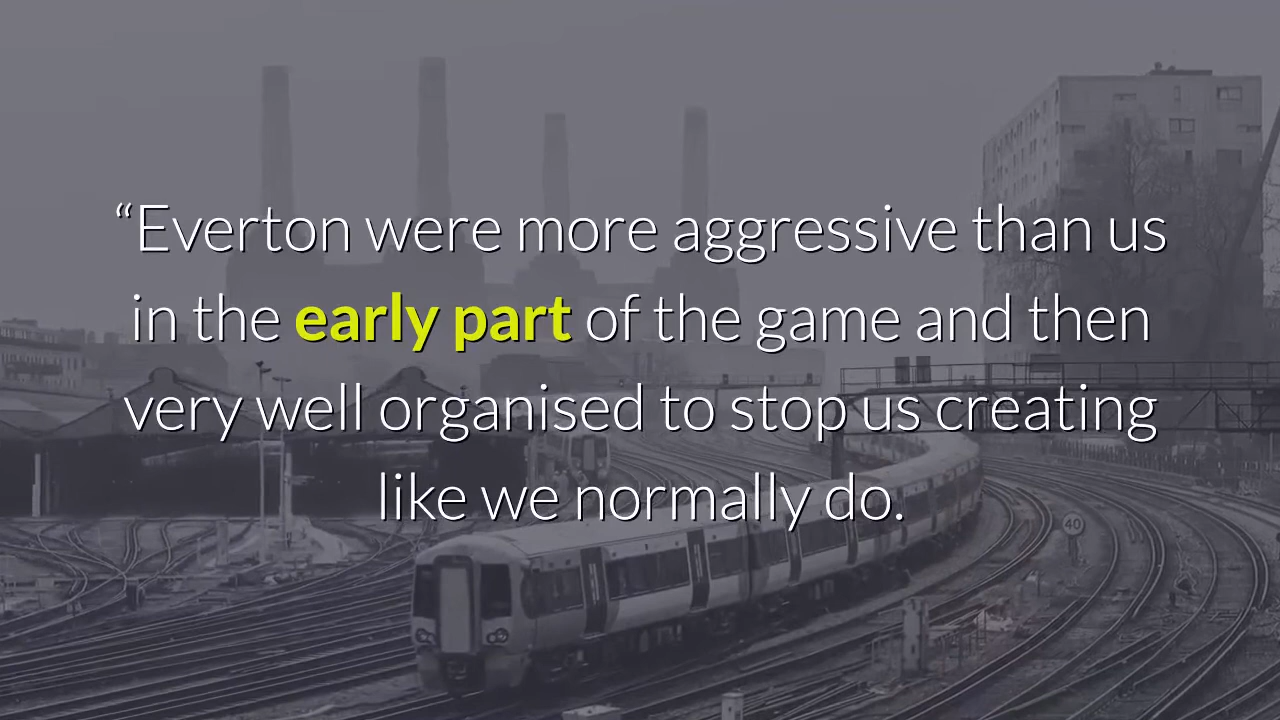 “Everton were more aggressive than us
in the early part of the game and then
very well organised to stop us creating
like we normally do.
40